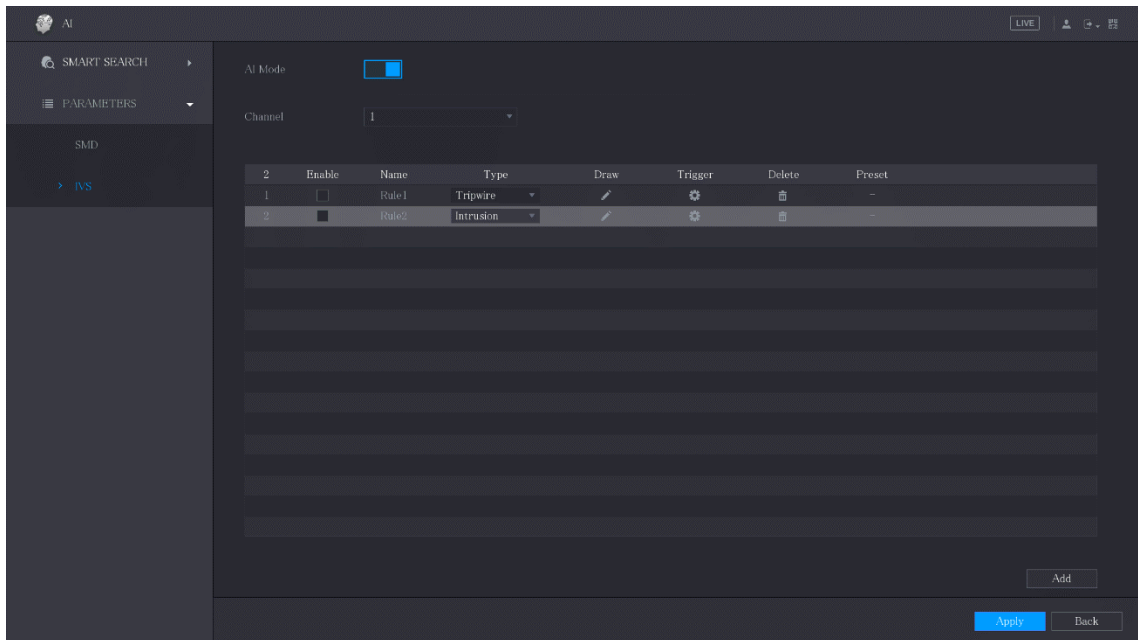 AI LIVE
SMART SEARCH
AI Mode
PARAMETERS
Channel 1
SMD
2 Enable Name Type Draw Trigger Delete Preset
IVS
1 Rule1 Tripwire -
2 Rule2 Intrusion -
Add
Apply Back